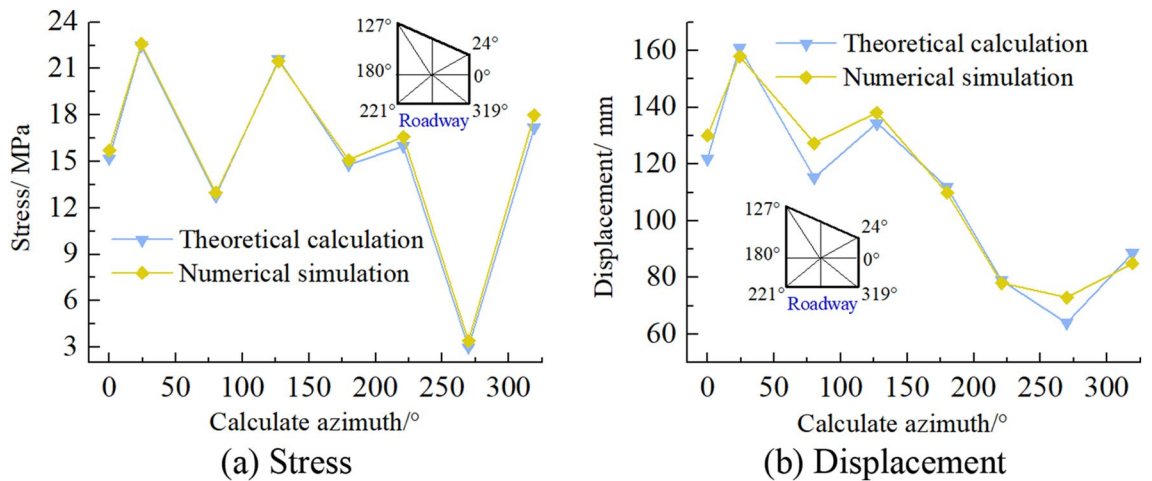 24
21
18
15
12
9
6
3
Stress/ MPa
127°
24°
180°
0°
221°
319°
Roadway
Theoretical calculation
Numerical simulation
0 50 100 150 200 250 300
Calculate azimuth/°
(a) Stress
160
140
120
100
80
60
Displacement/ mm
Theoretical calculation
Numerical simulation
127°
24°
180°
0°
221°
319°
Roadway
0 50 100 150 200 250 300
Calculate azimuth/°
(b) Displacement